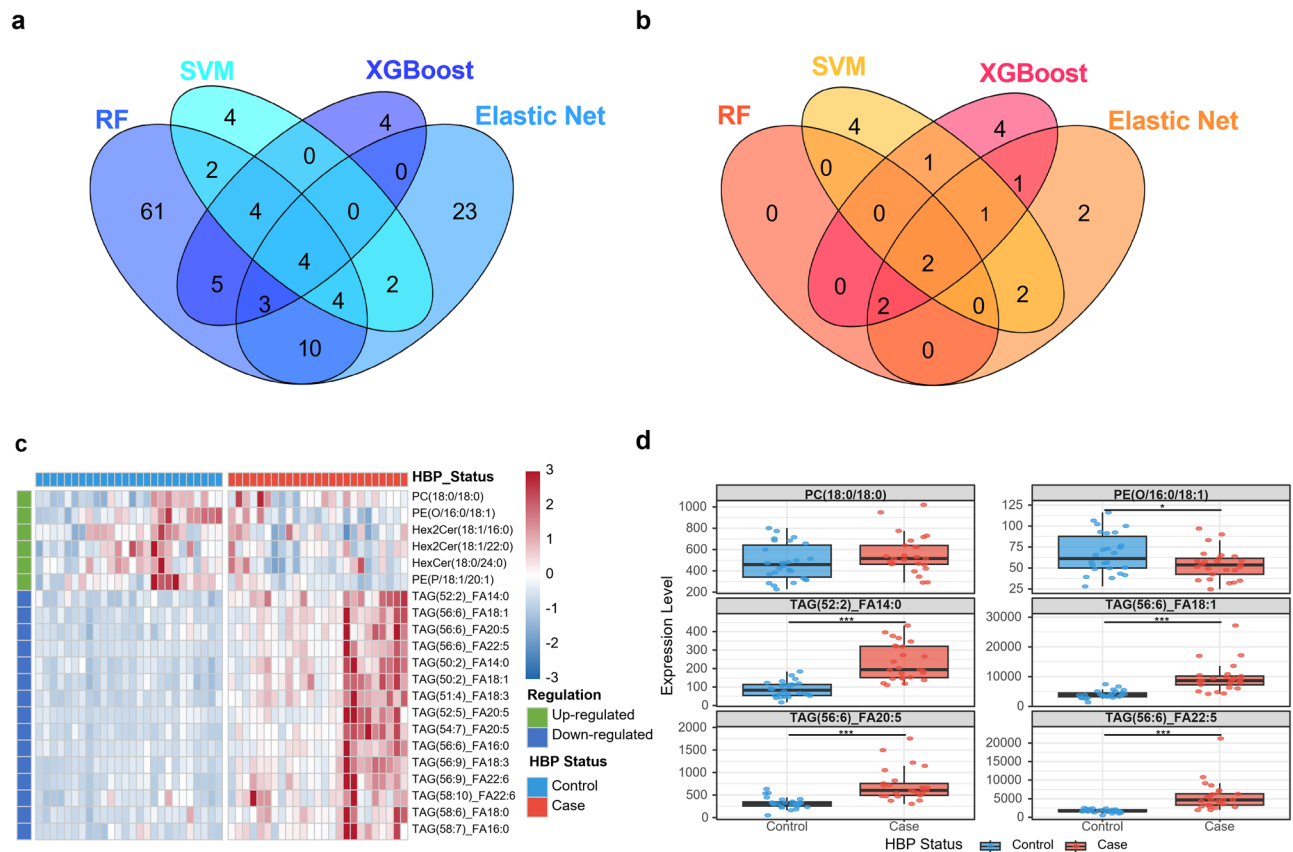 a
b
SVM
XGBoost
RF
Elastic Net
4
4
2
0
0
61
4
0
23
4
5
3
4
2
10
SVM
XGBoost
RF
Elastic Net
4
4
0
1
1
0
0
1
2
2
0
2
0
2
0
c
HBP_Status
PC(18:0/18:0)
PE(O/16:0/18:1)
Hex2Cer(18:1/16:0)
Hex2Cer(18:1/22:0)
HexCer(18:0/24:0)
PE(P/18:1/20:1)
TAG(52:2)_FA14:0
TAG(56:6)_FA18:1
TAG(56:6)_FA20:5
TAG(56:6)_FA22:5
TAG(50:2)_FA14:0
TAG(50:2)_FA18:1
TAG(51:4)_FA18:3
TAG(52:5)_FA20:5
TAG(54:7)_FA20:5
TAG(56:6)_FA16:0
TAG(56:9)_FA18:3
TAG(56:9)_FA22:6
TAG(58:10)_FA22:6
TAG(58:6)_FA18:0
TAG(58:7)_FA16:0
3
2
1
0
-1
-2
-3
Regulation
Up-regulated
Down-regulated
HBP Status
Control
Case
d
Expression Level
PC(18:0/18:0)
1000
800
600
400
200
PE(O/16:0/18:1)
125
100
75
50
25
*
TAG(52:2)_FA14:0
400
300
200
100
0
***
TAG(56:6)_FA18:1
30000
20000
10000
0
***
TAG(56:6)_FA20:5
2000
1500
1000
500
0
***
TAG(56:6)_FA22:5
20000
15000
10000
5000
0
***
Control Case
Control Case
HBP Status Control Case